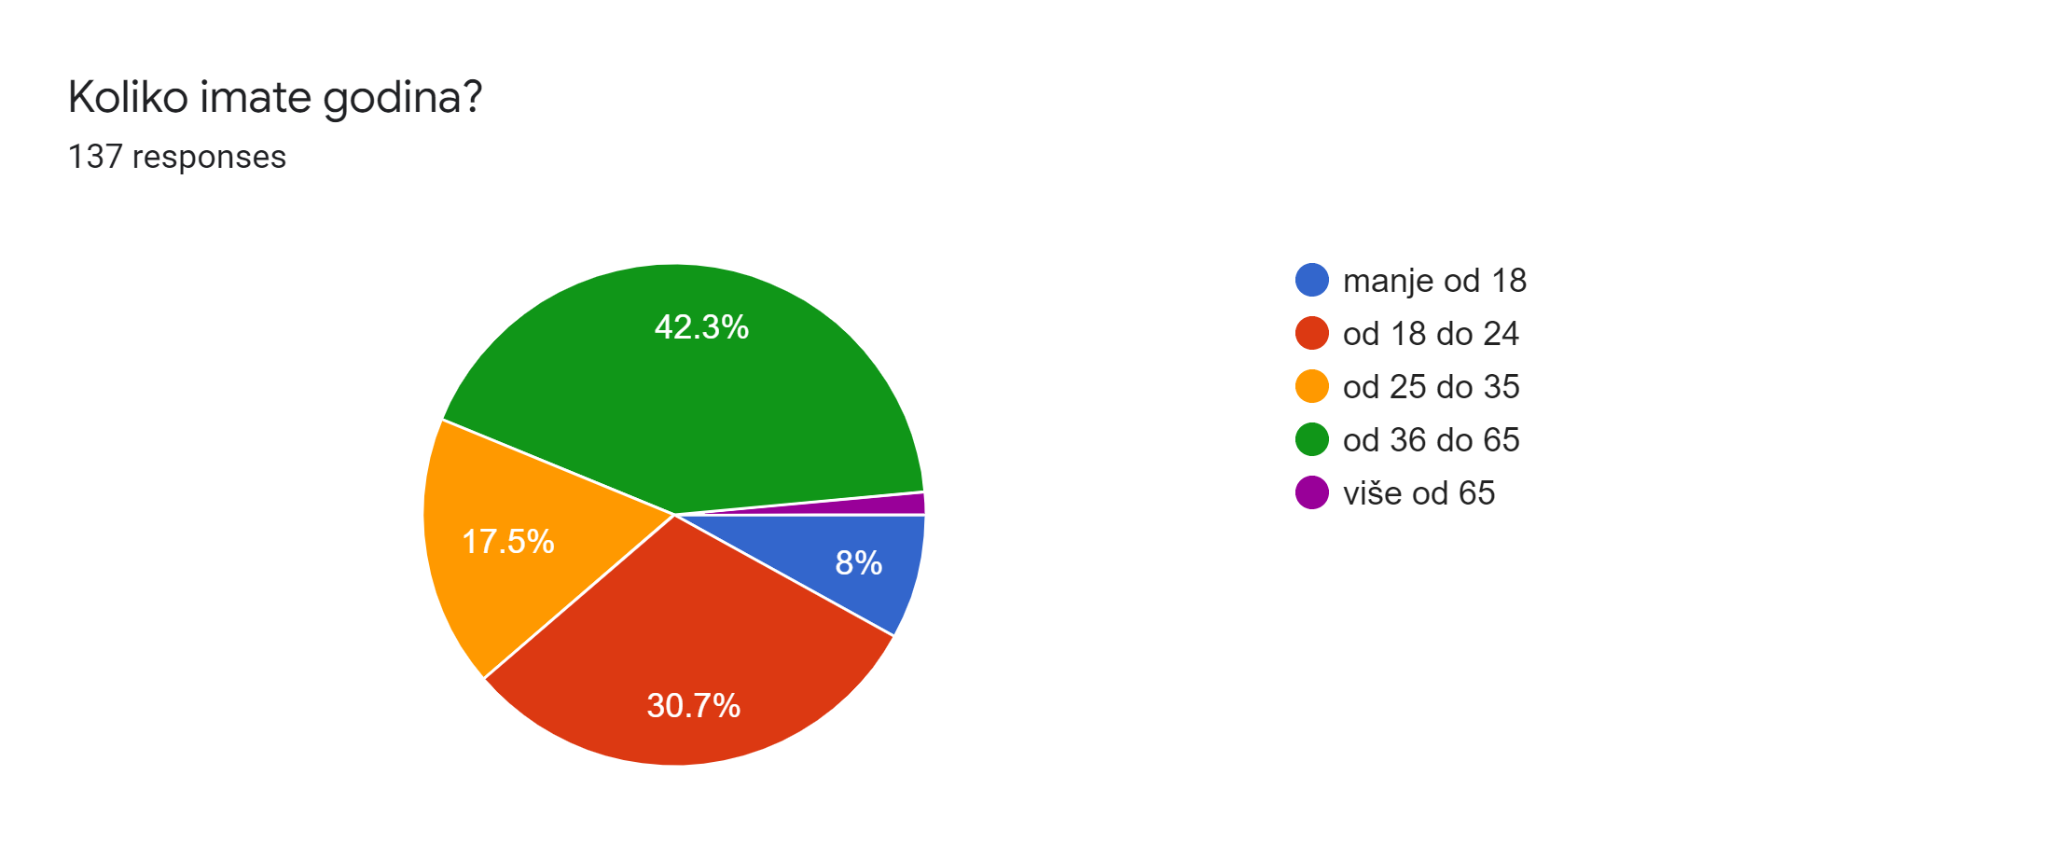 Koliko imate godina?
137 responses
42.3%
17.5%
8%
30.7%
manje od 18
od 18 do 24
od 25 do 35
od 36 do 65
više od 65